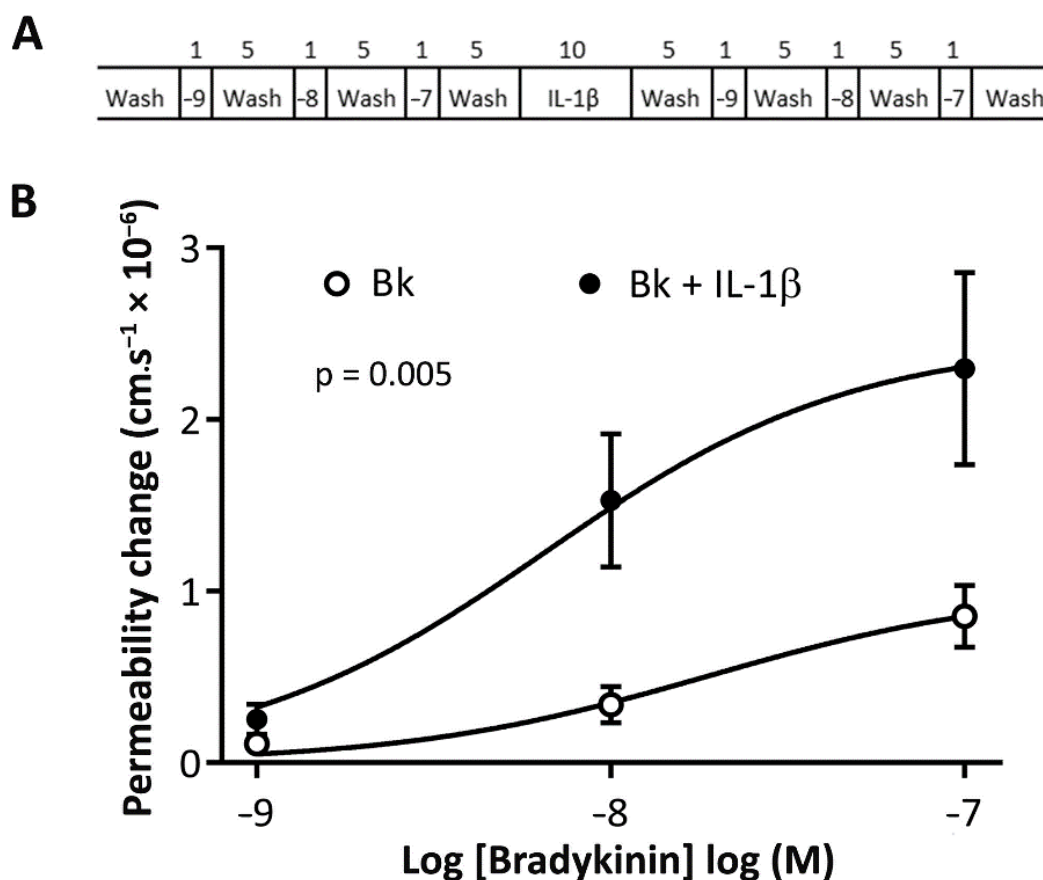 A
1 5 1 5 1 5 10 5 1 5 1 5 1
Wash -9 Wash -8 Wash -7 Wash IL-1β Wash -9 Wash -8 Wash -7 Wash
B
Permeability change (cm.s⁻¹ × 10⁻⁶)
3
Bk
Bk + IL-1β
p = 0.005
2
1
0
-9 -8 -7
Log [Bradykinin] log (M)